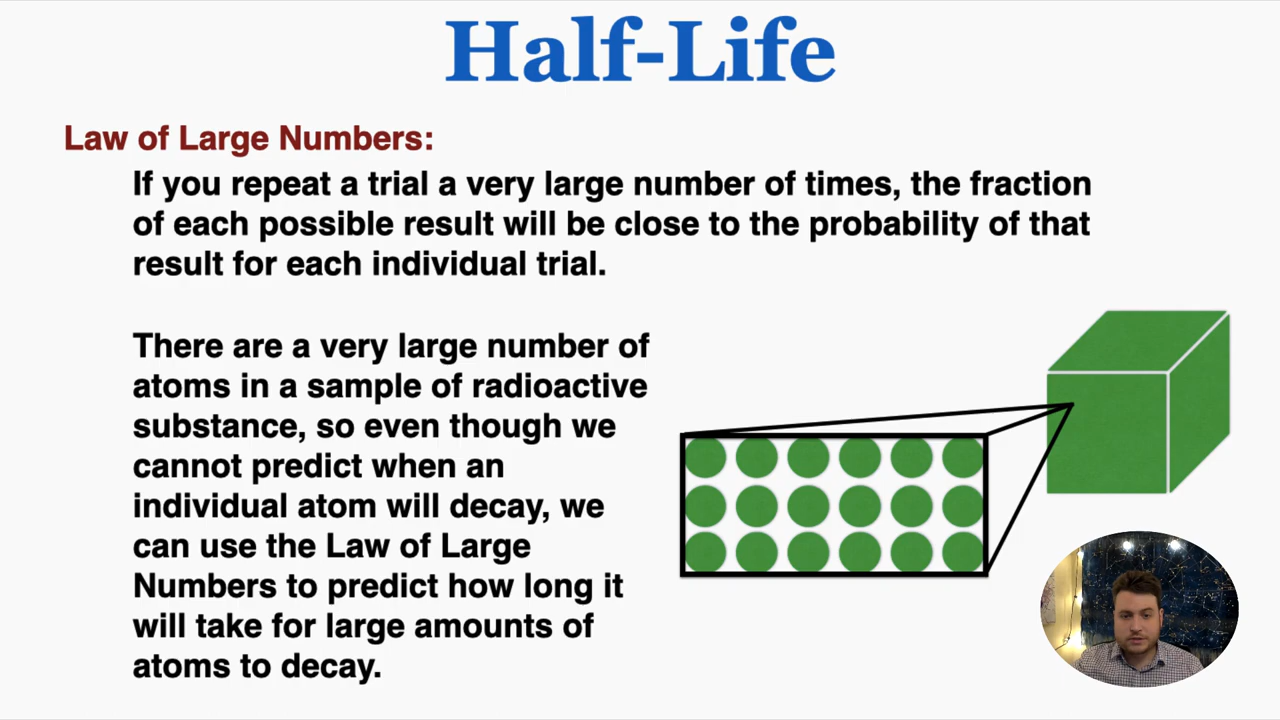 Half-Life
Law of Large Numbers:
If you repeat a trial a very large number of times, the fraction
of each possible result will be close to the probability of that
result for each individual trial.
There are a very large number of
atoms in a sample of radioactive
substance, so even though we
cannot predict when an
individual atom will decay, we
can use the Law of Large
Numbers to predict how long it
will take for large amounts of
atoms to decay.